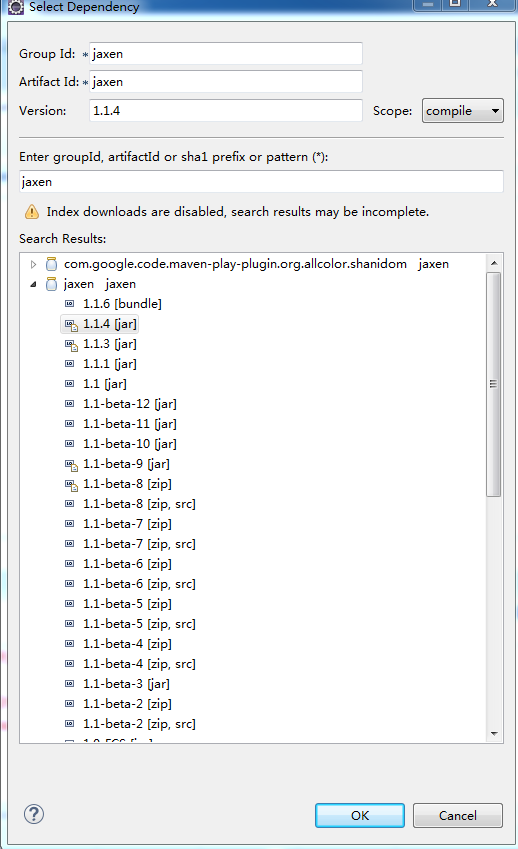 Select Dependency
Group Id: * jaxen
Artifact Id: * jaxen
Version: 1.1.4 Scope: compile
Enter groupId, artifactId or sha1 prefix or pattern (*):
jaxen
Index downloads are disabled, search results may be incomplete.
Search Results:
com.google.code.maven-play-plugin.org.allcolor.shanidom jaxen
jaxen jaxen
1.1.6 [bundle]
1.1.4 [jar]
1.1.3 [jar]
1.1.1 [jar]
1.1 [jar]
1.1-beta-12 [jar]
1.1-beta-11 [jar]
1.1-beta-10 [jar]
1.1-beta-9 [jar]
1.1-beta-8 [zip]
1.1-beta-8 [zip, src]
1.1-beta-7 [zip]
1.1-beta-7 [zip, src]
1.1-beta-6 [zip]
1.1-beta-6 [zip, src]
1.1-beta-5 [zip]
1.1-beta-5 [zip, src]
1.1-beta-4 [zip]
1.1-beta-4 [zip, src]
1.1-beta-3 [jar]
1.1-beta-2 [zip]
1.1-beta-2 [zip, src]
OK Cancel